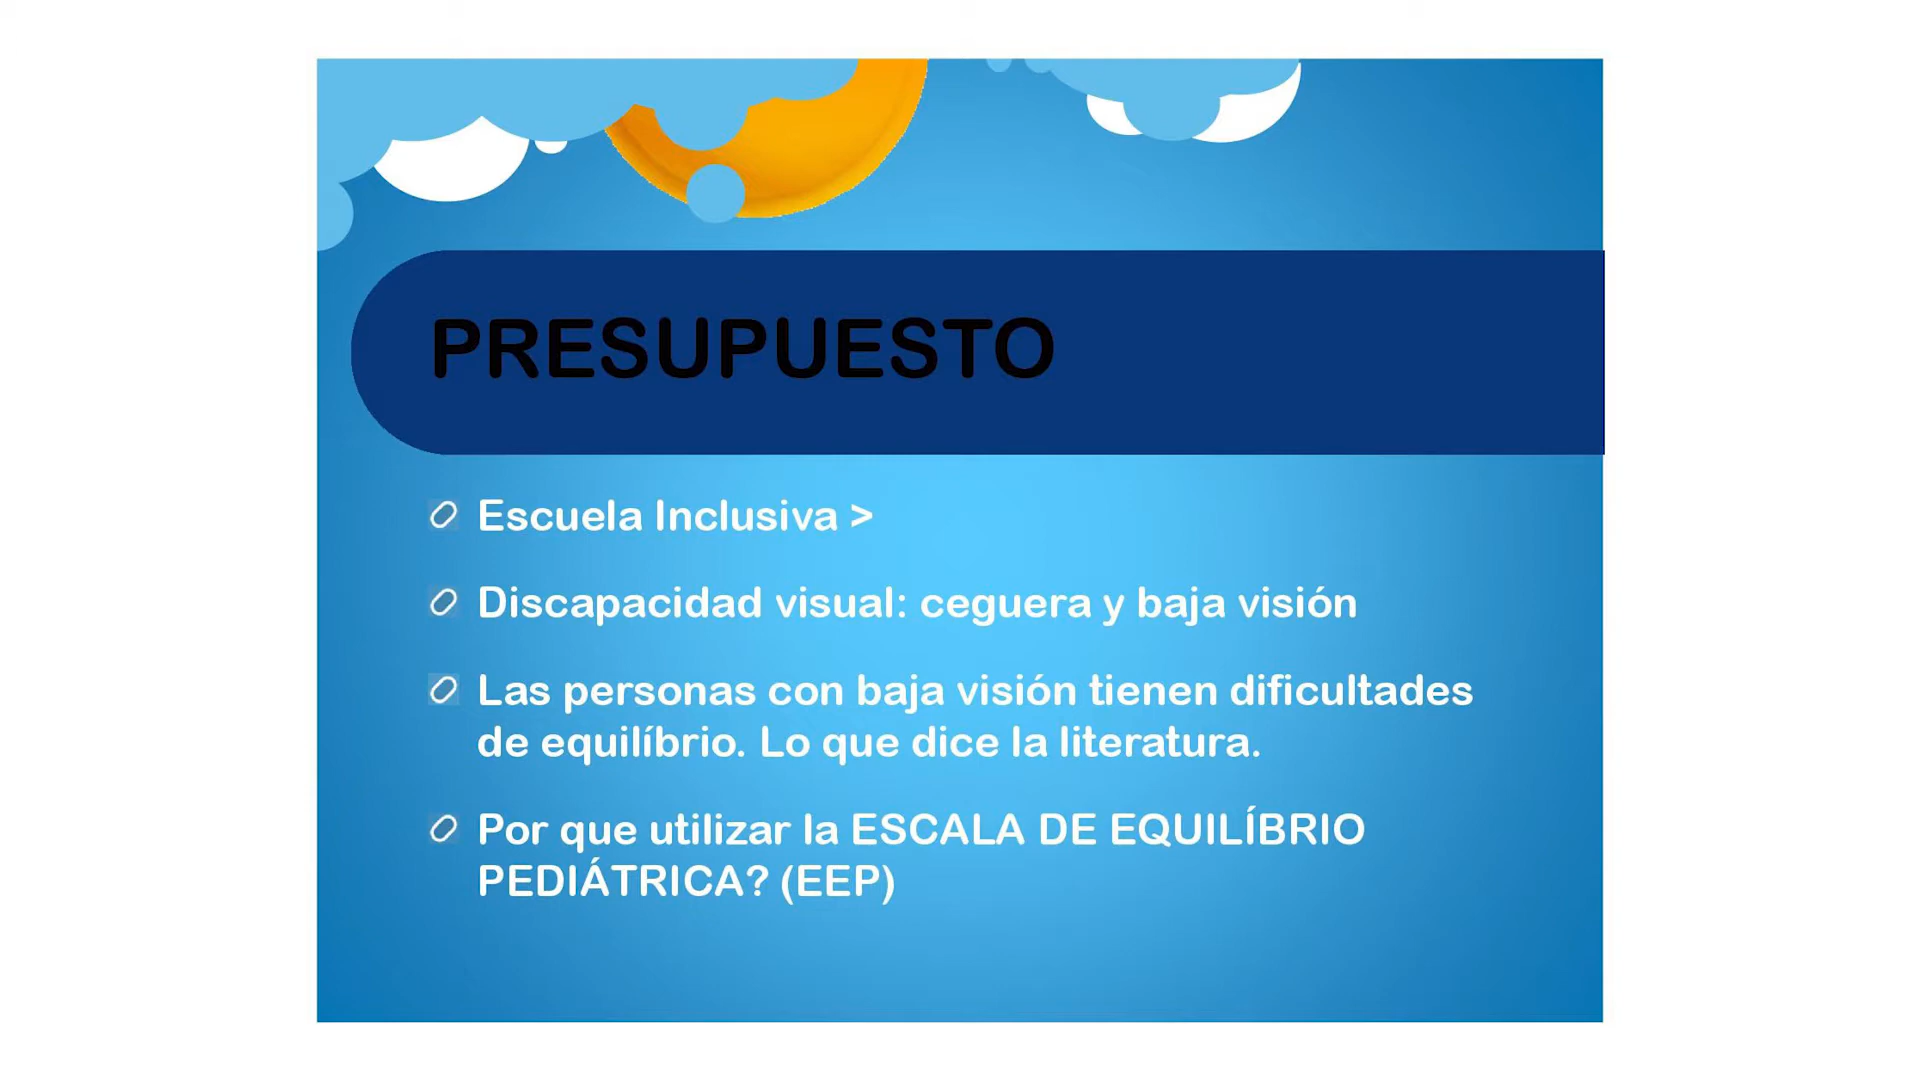 PRESUPUESTO
Escuela Inclusiva >
Discapacidad visual: ceguera y baja visión
Las personas con baja visión tienen dificultades
de equilíbrio. Lo que dice la literatura.
Por que utilizar la ESCALA DE EQUILÍBRIO
PEDIÁTRICA? (EEP)